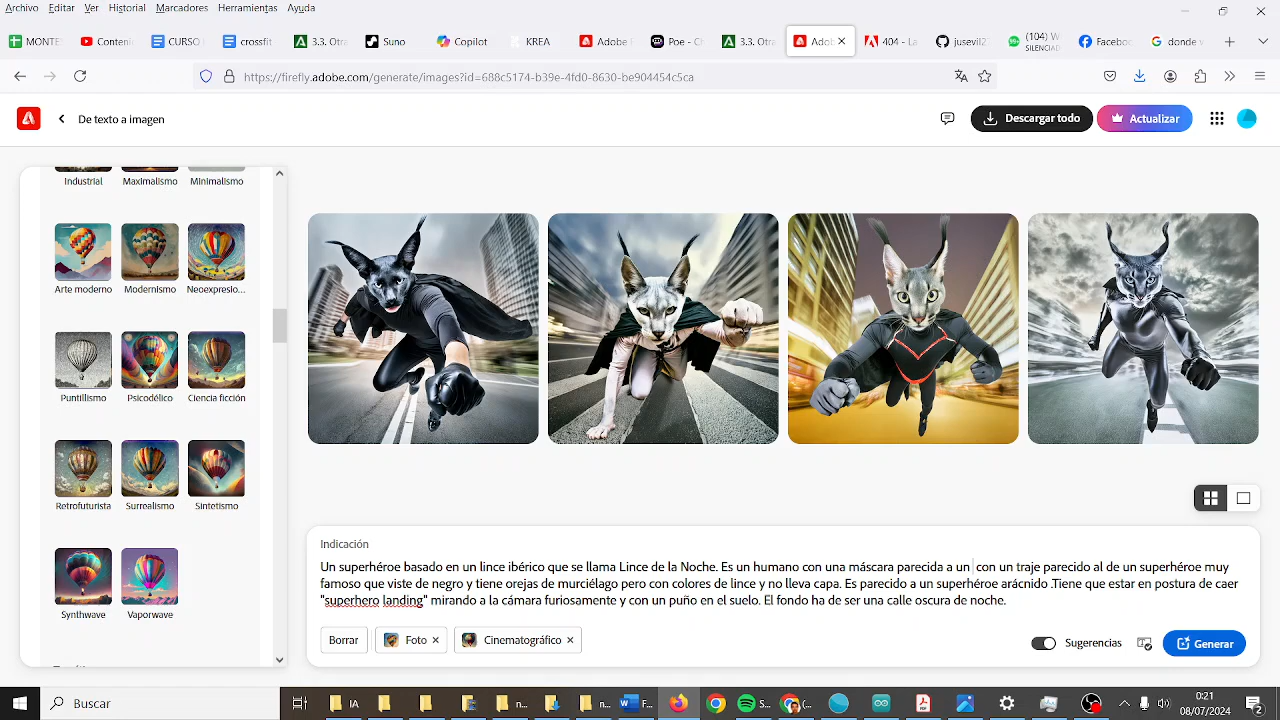 Archivo Editar Ver Historial Marcadores Herramientas Ayuda
MONTE Conteni CURSO crossfit 3.3. Otra Suno Copilot KREA Adobe Poe - Ch 3.3. Otra Adob 404 - La jusevil2 (104) W SILENCIAD Faceboo donde v
https://firefly.adobe.com/generate/images?id=688c5174-b39e-4fd0-8630-be904454c5ca
De texto a imagen
Descargar todo
Actualizar
Industrial Maximalismo Minimalismo
Arte moderno Modernismo Neoexpresio...
Puntillismo Psicodélico Ciencia ficción
Retrofuturista Surrealismo Sintetismo
Synthwave Vaporwave
Indicación
Un superhéroe basado en un lince ibérico que se llama Lince de la Noche. Es un humano con una máscara parecida a un con un traje parecido al de un superhéroe muy
famoso que viste de negro y tiene orejas de murciélago pero con colores de lince y no lleva capa. Es parecido a un superhéroe arácnido .Tiene que estar en postura de caer
"superhero landing" mirando a la cámara furiosamente y con un puño en el suelo. El fordo ha de ser una calle oscura de noche.
Borrar Foto Cinematográfico Sugerencias Generar
Buscar
IA
0:21
08/07/2024
2